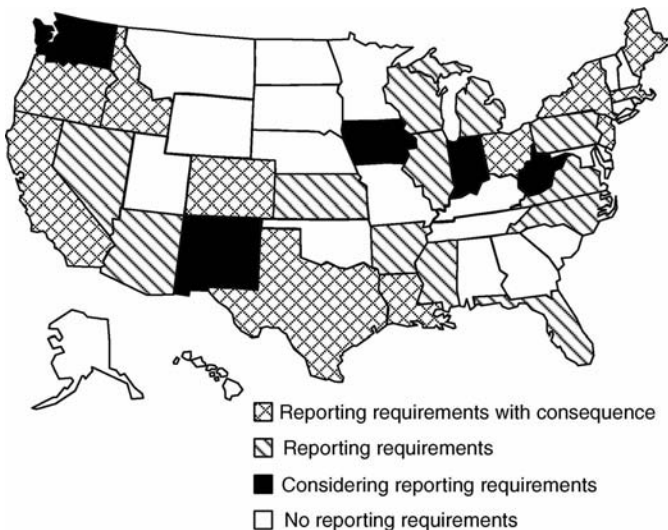 Reporting requirements with consequence
Reporting requirements
Considering reporting requirements
No reporting requirements